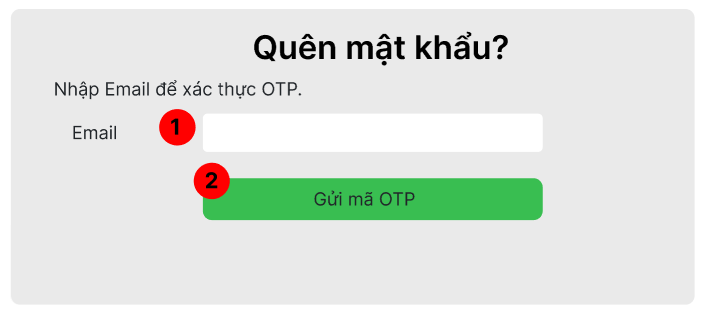 Quên mật khẩu?
Nhập Email để xác thực OTP.
Email 1
2 Gửi mã OTP